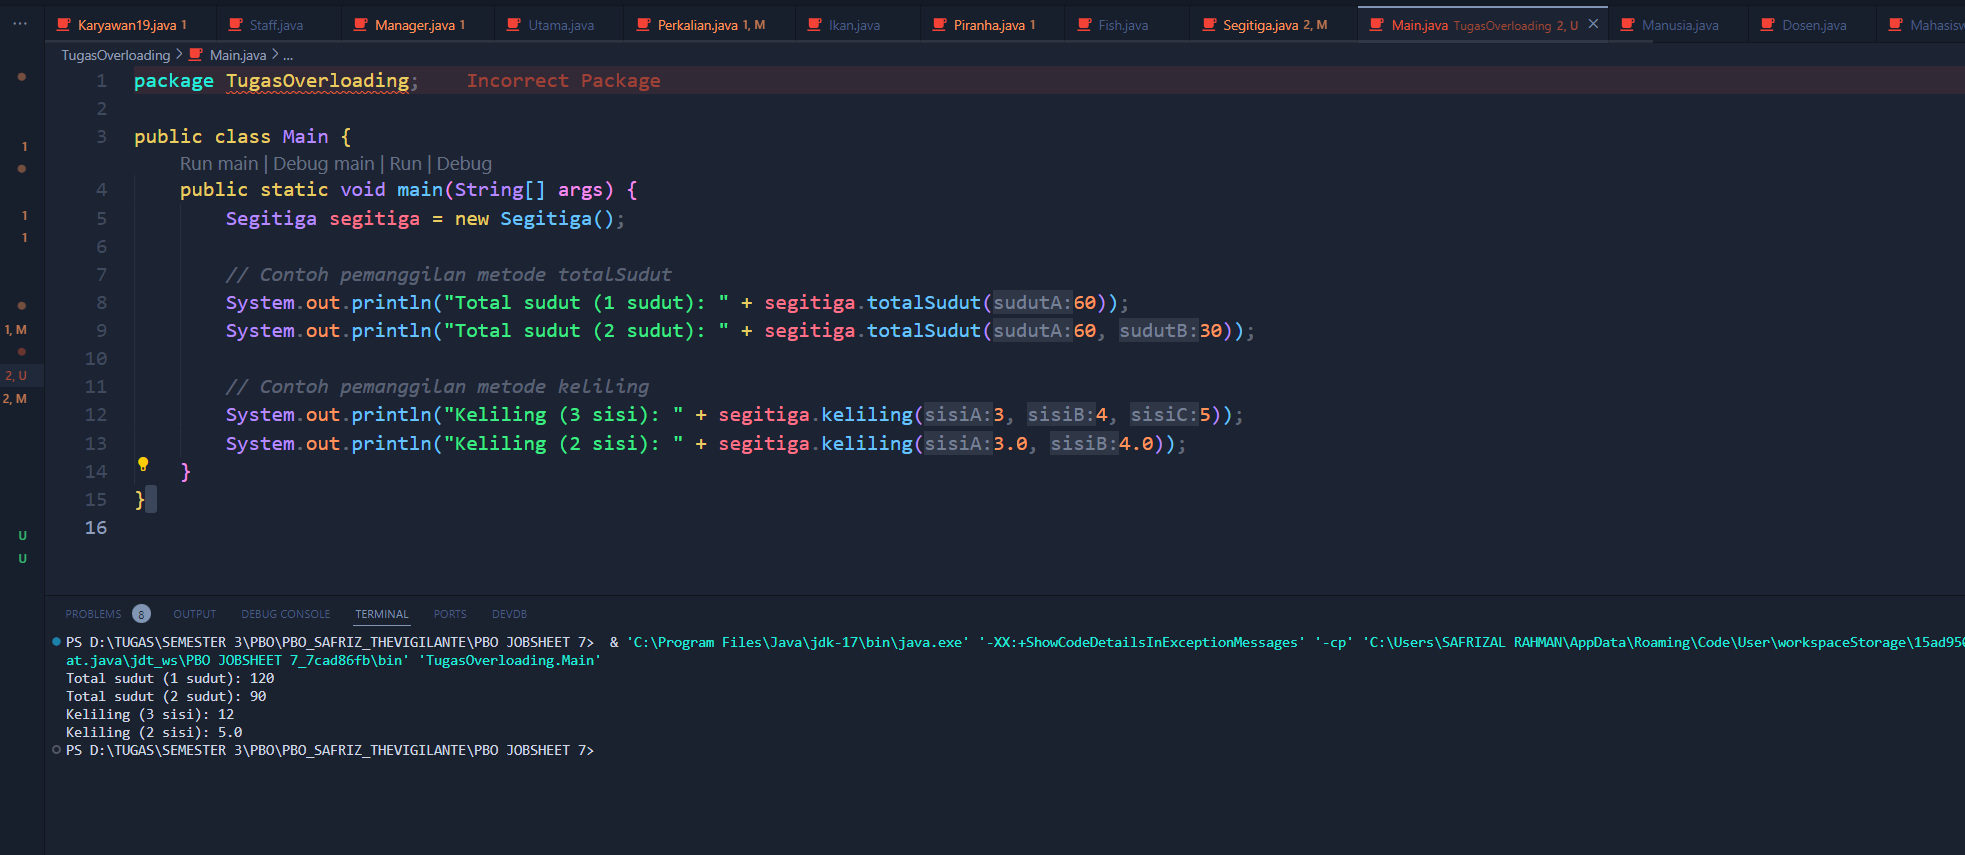 Karyawan19.java 1 Staff.java Manager.java 1 Utama.java Perkalian.java 1, M Ikan.java Piranha.java 1 Fish.java Segitiga.java 2, M Main.java TugasOverloading 2, U Manusia.java Dosen.java Mahasisw
TugasOverloading > Main.java > ...
1 package TugasOverloading; Incorrect Package
2
3 public class Main {
Run main | Debug main | Run | Debug
4 public static void main(String[] args) {
5 Segitiga segitiga = new Segitiga();
6
7 // Contoh pemanggilan metode totalSudut
8 System.out.println("Total sudut (1 sudut): " + segitiga.totalSudut(sudutA:60));
9 System.out.println("Total sudut (2 sudut): " + segitiga.totalSudut(sudutA:60, sudutB:30));
10
11 // Contoh pemanggilan metode keliling
12 System.out.println("Keliling (3 sisi): " + segitiga.keliling(sisiA:3, sisiB:4, sisiC:5));
13 System.out.println("Keliling (2 sisi): " + segitiga.keliling(sisiA:3.0, sisiB:4.0));
14 }
15 }
16
1
1
1
1, M
2, U
2, M
U
U
PROBLEMS 8 OUTPUT DEBUG CONSOLE TERMINAL PORTS DEVDB
PS D:\TUGAS\SEMESTER 3\PBO\PBO_SAFRIZ_THEVIGILANTE\PBO JOBSHEET 7> & 'C:\Program Files\Java\jdk-17\bin\java.exe' '-XX:+ShowCodeDetailsInExceptionMessages' '-cp' 'C:\Users\SAFRIZAL RAHMAN\AppData\Roaming\Code\User\workspaceStorage\15ad950
at.java\jdt_ws\PBO JOBSHEET 7_7cad86fb\bin' 'TugasOverloading.Main'
Total sudut (1 sudut): 120
Total sudut (2 sudut): 90
Keliling (3 sisi): 12
Keliling (2 sisi): 5.0
PS D:\TUGAS\SEMESTER 3\PBO\PBO_SAFRIZ_THEVIGILANTE\PBO JOBSHEET 7>